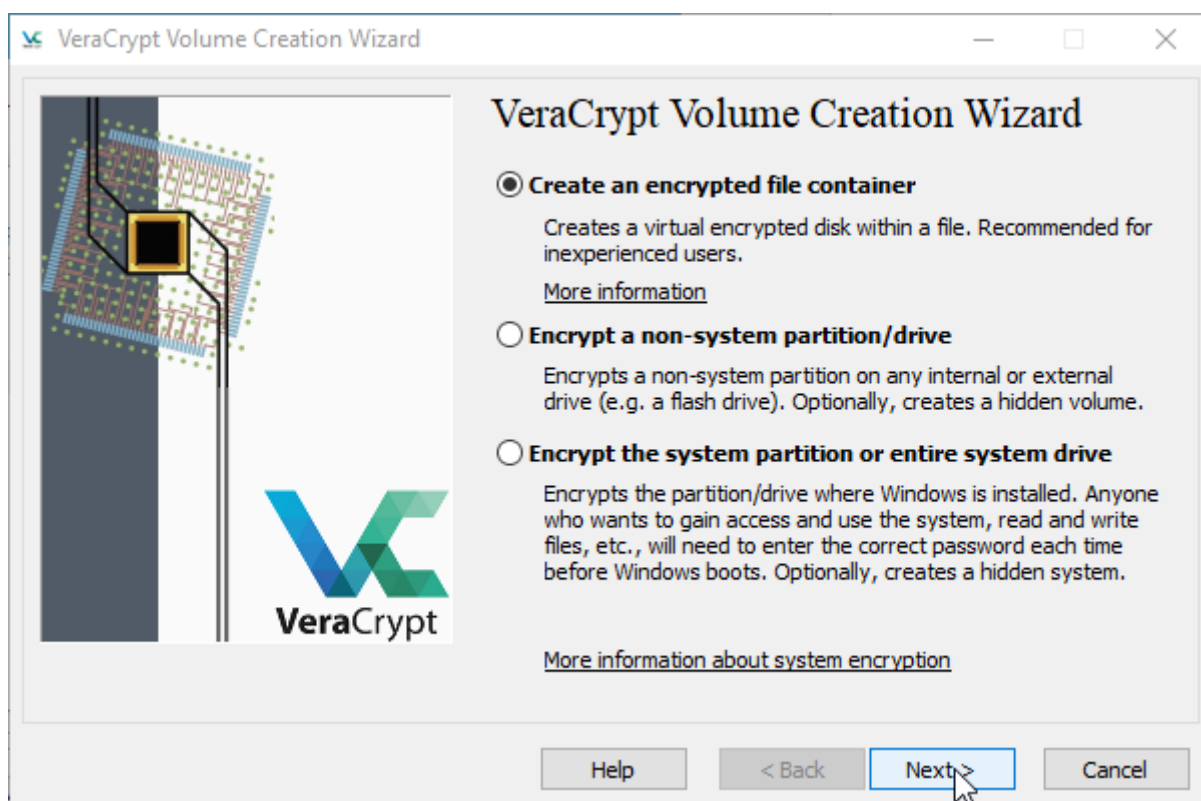 VeraCrypt Volume Creation Wizard
VeraCrypt Volume Creation Wizard
Create an encrypted file container
Creates a virtual encrypted disk within a file. Recommended for
inexperienced users.
More information
Encrypt a non-system partition/drive
Encrypts a non-system partition on any internal or external
drive (e.g. a flash drive). Optionally, creates a hidden volume.
Encrypt the system partition or entire system drive
Encrypts the partition/drive where Windows is installed. Anyone
who wants to gain access and use the system, read and write
files, etc., will need to enter the correct password each time
before Windows boots. Optionally, creates a hidden system.
VeraCrypt
More information about system encryption
Help
< Back
Next >
Cancel